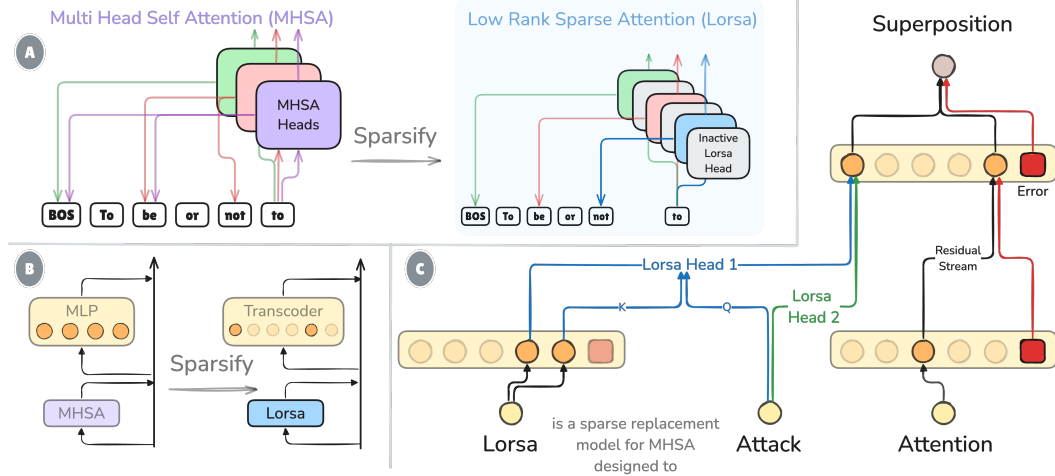 Multi Head Self Attention (MHSA)
Low Rank Sparse Attention (Lorsa)
A
MHSA
Heads
Sparsify
Inactive
Lorsa
Head
BOS To be or not to
BOS To be or not to
Superposition
Error
B
MLP
Transcoder
Sparsify
MHSA
Lorsa
C
Lorsa Head 1
K
Q
Lorsa
Head 2
Residual
Stream
Lorsa
is a sparse replacement
model for MHSA
designed to
Attack
Attention